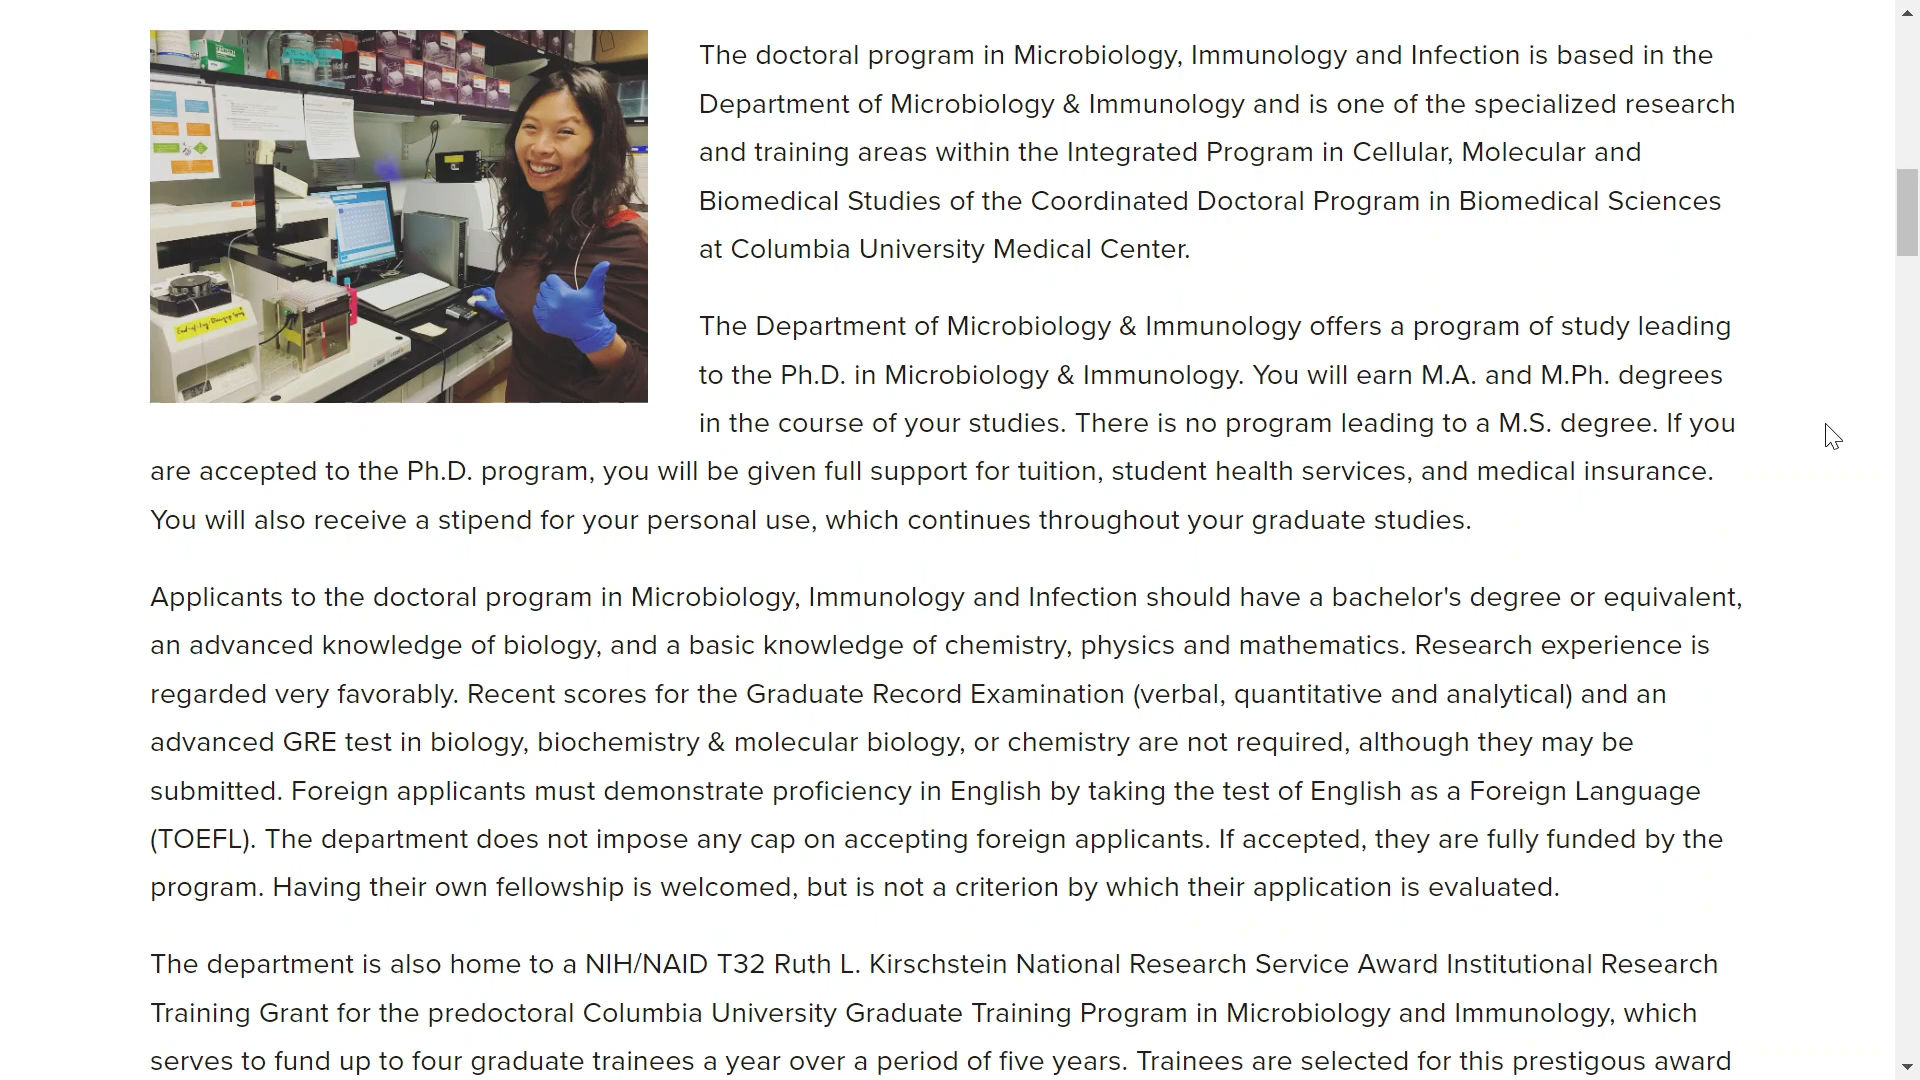 The doctoral program in Microbiology, Immunology and Infection is based in the
Department of Microbiology & Immunology and is one of the specialized research
and training areas within the Integrated Program in Cellular, Molecular and
Biomedical Studies of the Coordinated Doctoral Program in Biomedical Sciences
at Columbia University Medical Center.
The Department of Microbiology & Immunology offers a program of study leading
to the Ph.D. in Microbiology & Immunology. You will earn M.A. and M.Ph. degrees
in the course of your studies. There is no program leading to a M.S. degree. If you
are accepted to the Ph.D. program, you will be given full support for tuition, student health services, and medical insurance.
You will also receive a stipend for your personal use, which continues throughout your graduate studies.
Applicants to the doctoral program in Microbiology, Immunology and Infection should have a bachelor's degree or equivalent,
an advanced knowledge of biology, and a basic knowledge of chemistry, physics and mathematics. Research experience is
regarded very favorably. Recent scores for the Graduate Record Examination (verbal, quantitative and analytical) and an
advanced GRE test in biology, biochemistry & molecular biology, or chemistry are not required, although they may be
submitted. Foreign applicants must demonstrate proficiency in English by taking the test of English as a Foreign Language
(TOEFL). The department does not impose any cap on accepting foreign applicants. If accepted, they are fully funded by the
program. Having their own fellowship is welcomed, but is not a criterion by which their application is evaluated.
The department is also home to a NIH/NAID T32 Ruth L. Kirschstein National Research Service Award Institutional Research
Training Grant for the predoctoral Columbia University Graduate Training Program in Microbiology and Immunology, which
serves to fund up to four graduate trainees a year over a period of five years. Trainees are selected for this prestigous award